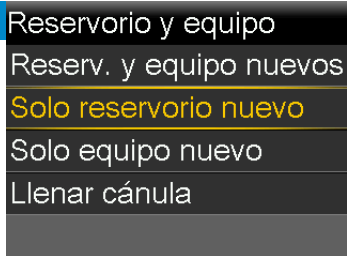 Reservorio y equipo
Reserv. y equipo nuevos
Solo reservorio nuevo
Solo equipo nuevo
Llenar cánula